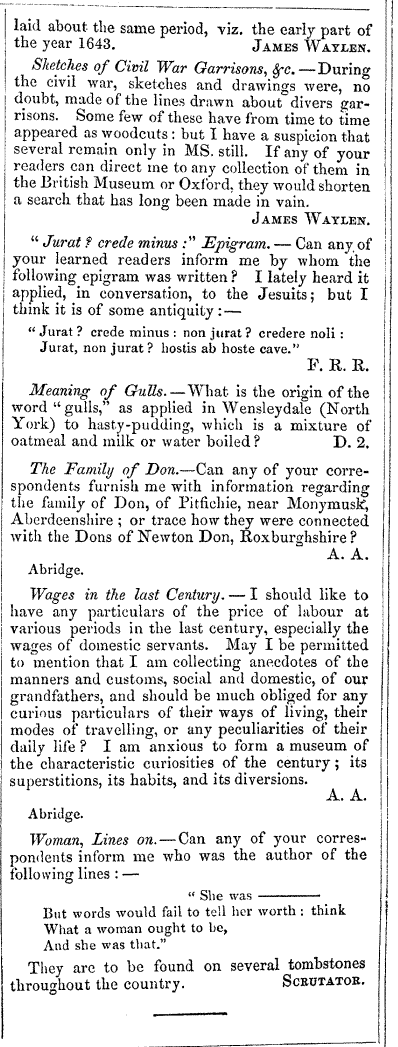 laid about the same period, viz. the early part of
the year 1643. JAMES WAYLEN.
Sketches of Civil War Garrisons, &c.—During
the civil war, sketches and drawings were, no
doubt, made of the lines drawn about divers gar-
risons. Some few of these have from time to time
appeared as woodcuts: but I have a suspicion that
several remain only in MS. still. If any of your
readers can direct me to any collection of them in
the British Museum or Oxford, they would shorten
a search that has long been made in vain.
JAMES WAYLEN.
"Jurat? crede minus:" Epigram.—Can any of
your learned readers inform me by whom the
following epigram was written? I lately heard it
applied, in conversation, to the Jesuits; but I
think it is of some antiquity:—
"Jurat? crede minus: non jurat? credere noli:
Jurat, non jurat? hostis ab hoste cave."
F. R. R.
Meaning of Gulls.—What is the origin of the
word "gulls," as applied in Wensleydale (North
York) to hasty-pudding, which is a mixture of
oatmeal and milk or water boiled? D. 2.
The Family of Don.—Can any of your corre-
spondents furnish me with information regarding
the family of Don, of Pitfichie, near Monymusk,
Aberdeenshire; or trace how they were connected
with the Dons of Newton Don, Roxburghshire?
A. A.
Abridge.
Wages in the last Century.—I should like to
have any particulars of the price of labour at
various periods in the last century, especially the
wages of domestic servants. May I be permitted
to mention that I am collecting anecdotes of the
manners and customs, social and domestic, of our
grandfathers, and should be much obliged for any
curious particulars of their ways of living, their
modes of travelling, or any peculiarities of their
daily life? I am anxious to form a museum of
the characteristic curiosities of the century; its
superstitions, its habits, and its diversions.
A. A.
Abridge.
Woman, Lines on.—Can any of your corres-
pondents inform me who was the author of the
following lines:—
"She was ———
But words would fail to tell her worth: think
What a woman ought to be,
And she was that."
They are to be found on several tombstones
throughout the country. SCRUTATOR.